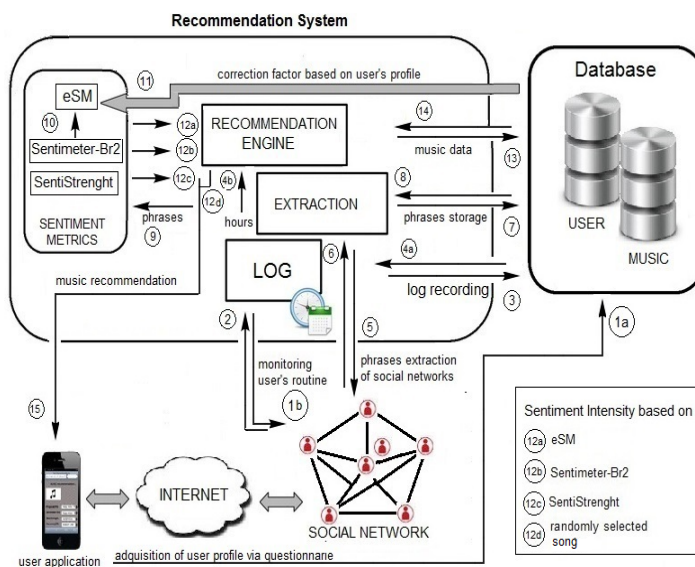 Recommendation System
11
correction factor based on user's profile
eSM
10
Sentimeter-Br2
SentiStrenght
SENTIMENT
METRICS
12a
12b
12c
12d
RECOMMENDATION
ENGINE
14
music data
13
4b
hours
EXTRACTION
8
phrases storage
7
phrases
9
music recommendation
LOG
6
4a
log recording
3
2
5
monitoring
user's routine
1b
phrases extraction
of social networks
Database
USER
MUSIC
1a
15
INTERNET
SOCIAL NETWORK
user application
adquisition of user profile via questionnane
Sentiment Intensity based on
12a eSM
12b Sentimeter-Br2
12c SentiStrenght
12d randomly selected
song